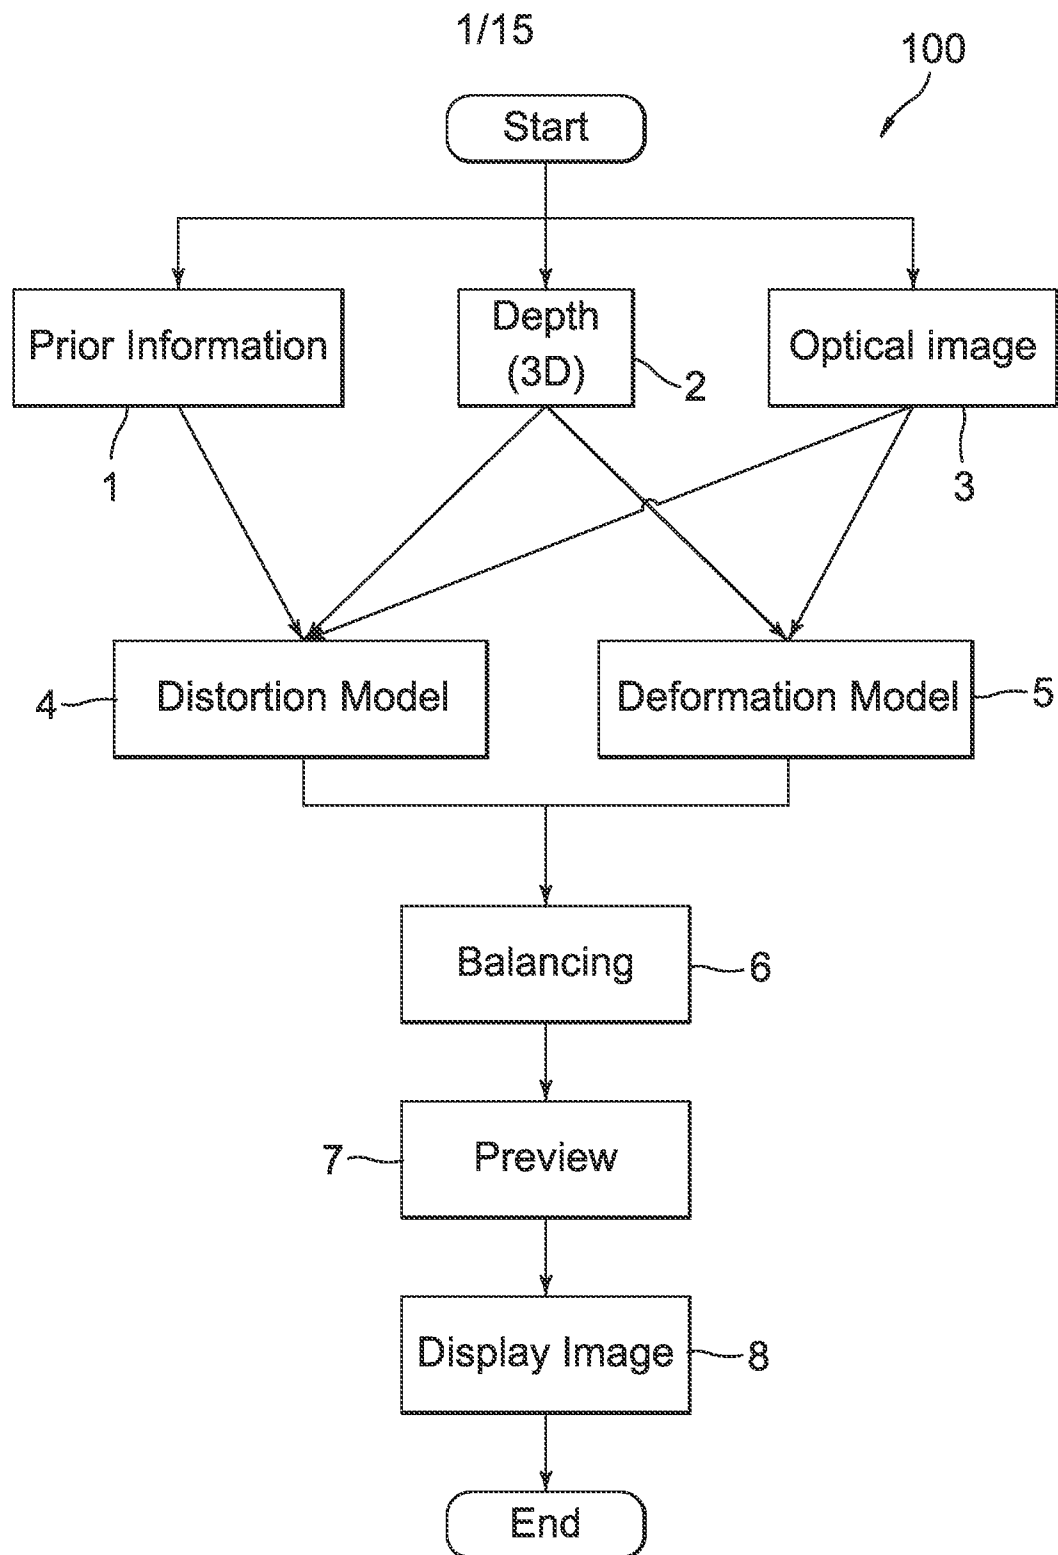 1/15
100
Start
Prior Information
Depth
(3D)
Optical image
2
1
3
4
Distortion Model
Deformation Model
5
Balancing
6
7
Preview
Display Image
8
End